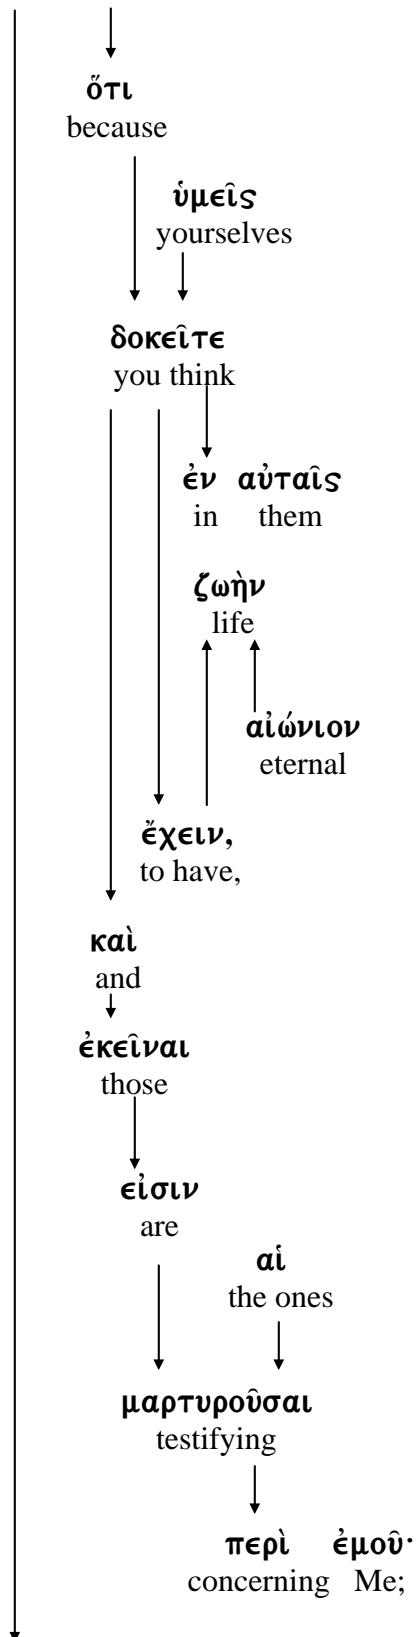 ὅτι
because
ὑμεῖς
yourselves
δοκεῖτε
you think
ἐν αὐταῖς
in them
ζωὴν
life
αἰώνιον
eternal
ἔχειν,
to have,
καὶ
and
ἐκεῖναι
those
εἰσιν
are
αἱ
the ones
μαρτυροῦσαι
testifying
περὶ ἐμοῦ·
concerning Me;